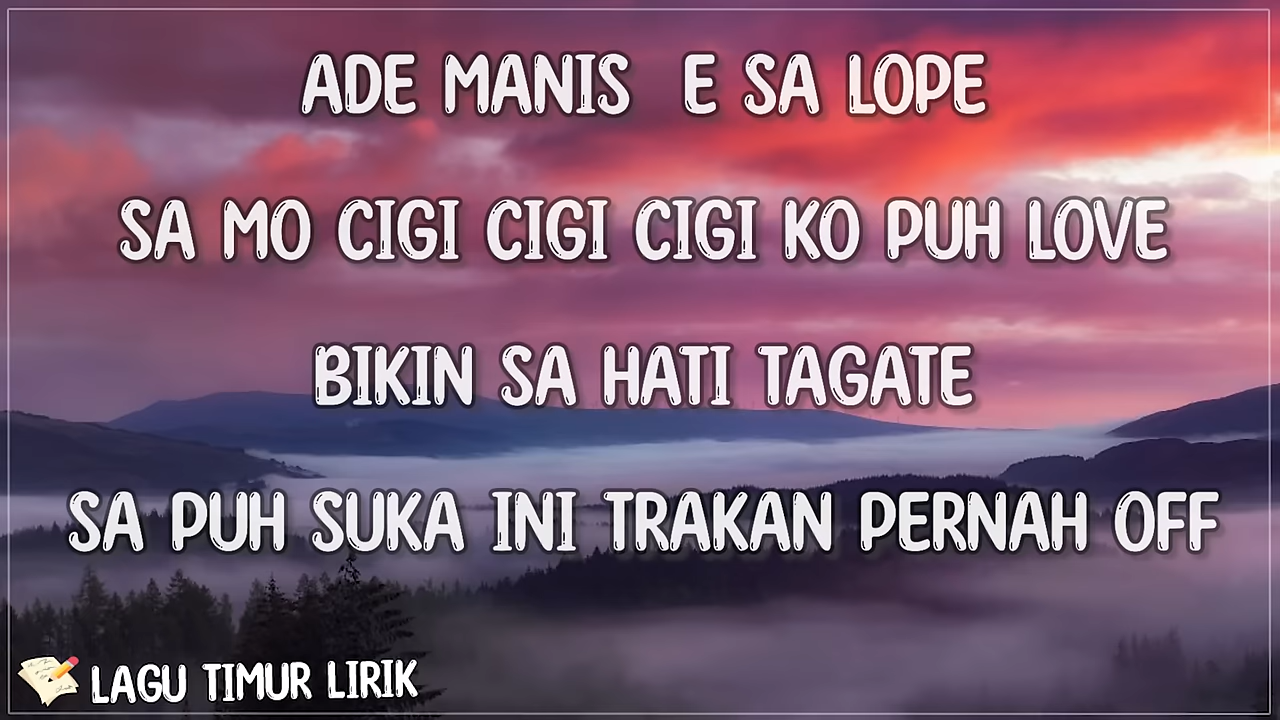 ADE MANIS E SA LOPE
SA MO CIGI CIGI CIGI KO PUH LOVE
BIKIN SA HATI TAGATE
SA PUH SUKA INI TRAKAN PERNAH OFF
LAGU TIMUR LIRIK